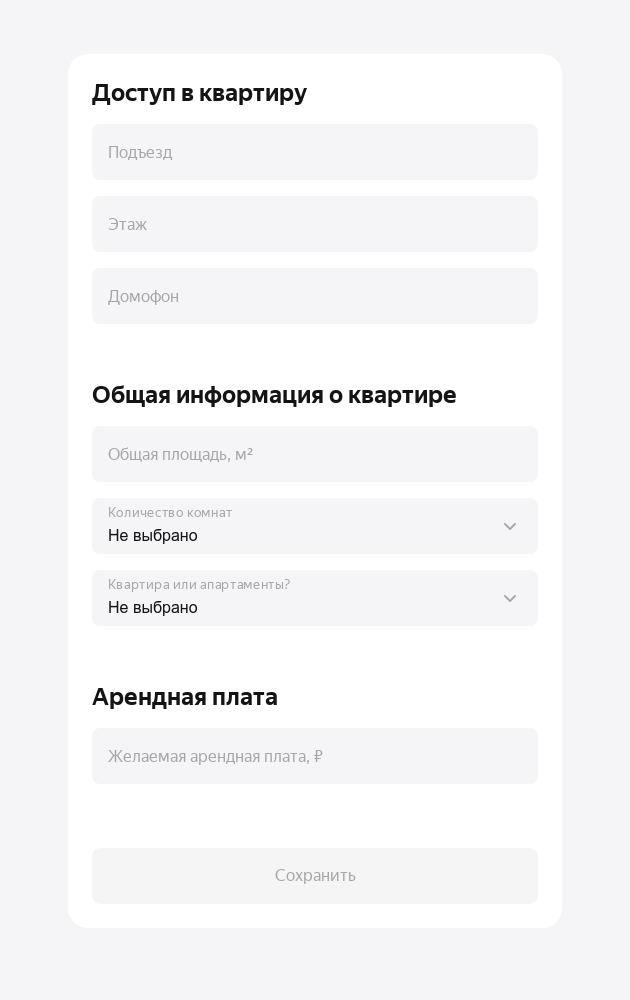 Доступ в квартиру
Подъезд
Этаж
Домофон
Общая информация о квартире
Общая площадь, м²
Количество комнат
Не выбрано
Квартира или апартаменты?
Не выбрано
Арендная плата
Желаемая арендная плата, ₽
Сохранить